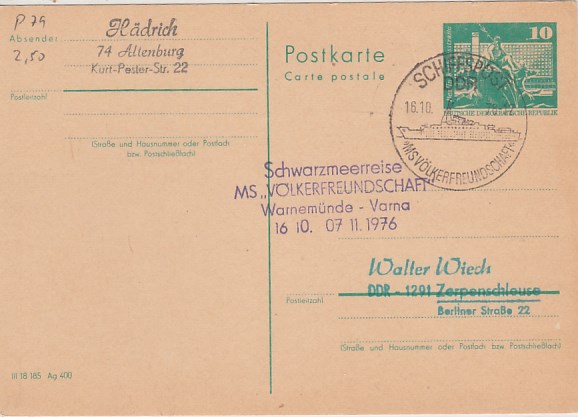 P 79
2,50
Absender
Hädrich
74 Altenburg
Kurt-Pester-Str. 22
Postleitzahl
(Straße und Hausnummer oder Postfach
bzw. Postschließfach)
III 18 185 Ag 400
Postkarte
Carte postale
10
DEUTSCHE DEMOKRATISCHE REPUBLIK
SCHIFFSPOST
DDR
16.10.
MS VÖLKERFREUNDSCHAFT
Schwarzmeerreise
MS „VÖLKERFREUNDSCHAFT"
Warnemünde - Varna
16 10. 07 11. 1976
Walter Wiech
DDR - 1291 Zerpenschleuse
Berliner Straße 22
Postleitzahl
(Straße und Hausnummer oder Postfach bzw. Postschließfach)